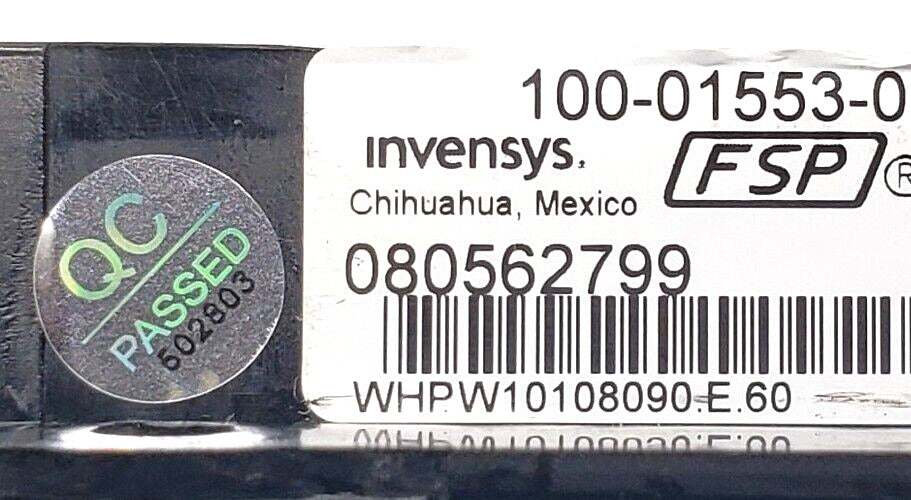 100-01553-0
invensys.
FSP®
Chihuahua, Mexico
080562799
WHPW10108090.E.60
QC
PASSED
502803